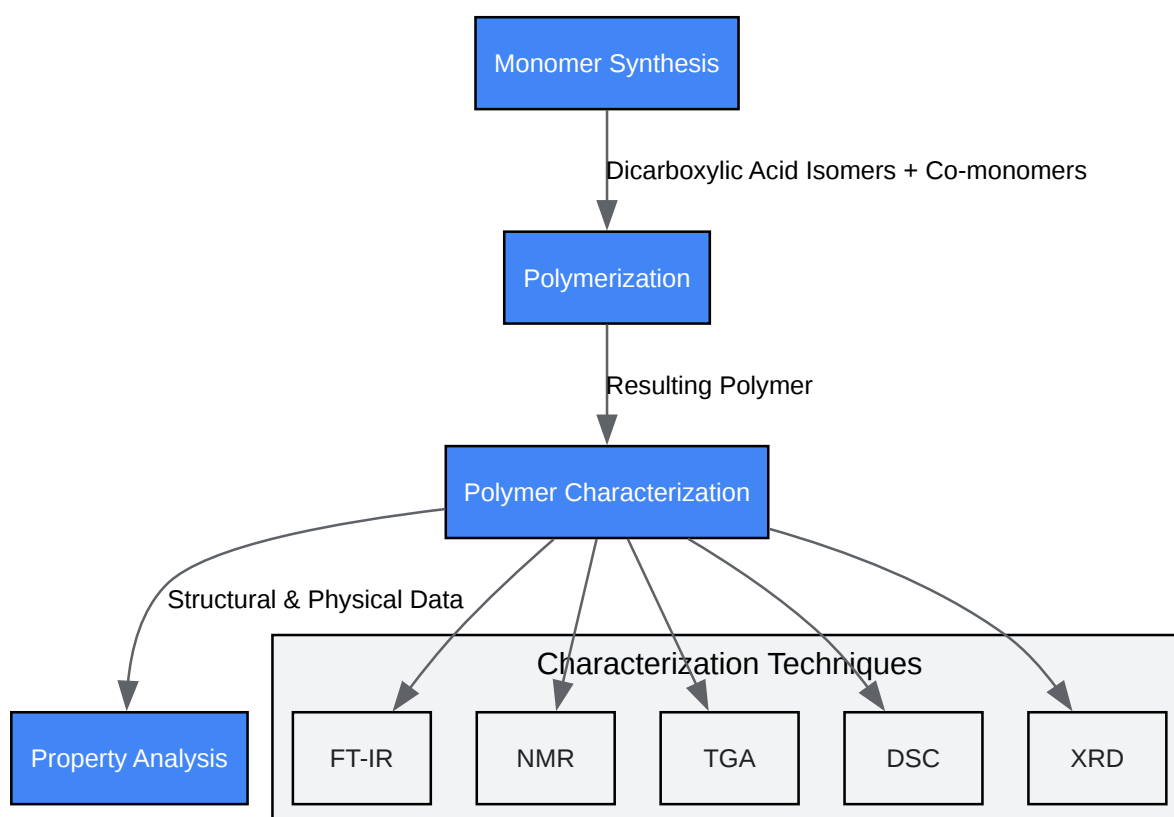 Monomer Synthesis
Dicarboxylic Acid Isomers + Co-monomers
Polymerization
Resulting Polymer
Polymer Characterization
Structural & Physical Data
Characterization Techniques
Property Analysis
FT-IR
NMR
TGA
DSC
XRD